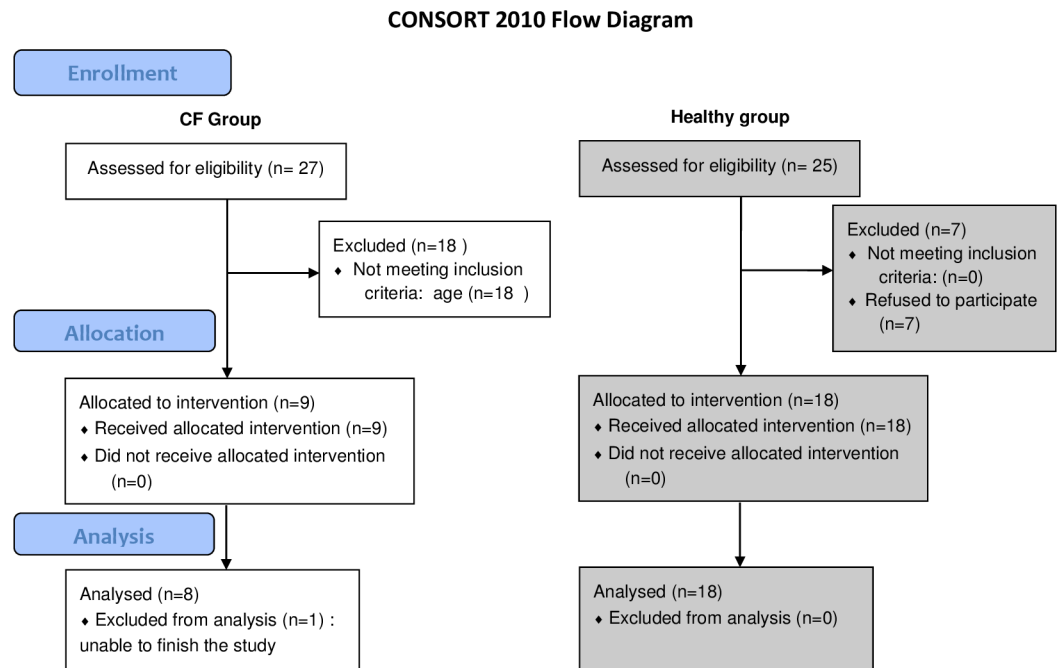 CONSORT 2010 Flow Diagram
Enrollment
CF Group
Assessed for eligibility (n= 27)
Excluded (n=18 )
♦ Not meeting inclusion
criteria: age (n=18 )
Allocation
Allocated to intervention (n=9)
♦ Received allocated intervention (n=9)
♦ Did not receive allocated intervention
(n=0)
Analysis
Analysed (n=8)
♦ Excluded from analysis (n=1) :
unable to finish the study
Healthy group
Assessed for eligibility (n= 25)
Excluded (n=7)
♦ Not meeting inclusion
criteria: (n=0)
♦ Refused to participate
(n=7)
Allocated to intervention (n=18)
♦ Received allocated intervention (n=18)
♦ Did not receive allocated intervention
(n=0)
Analysed (n=18)
♦ Excluded from analysis (n=0)